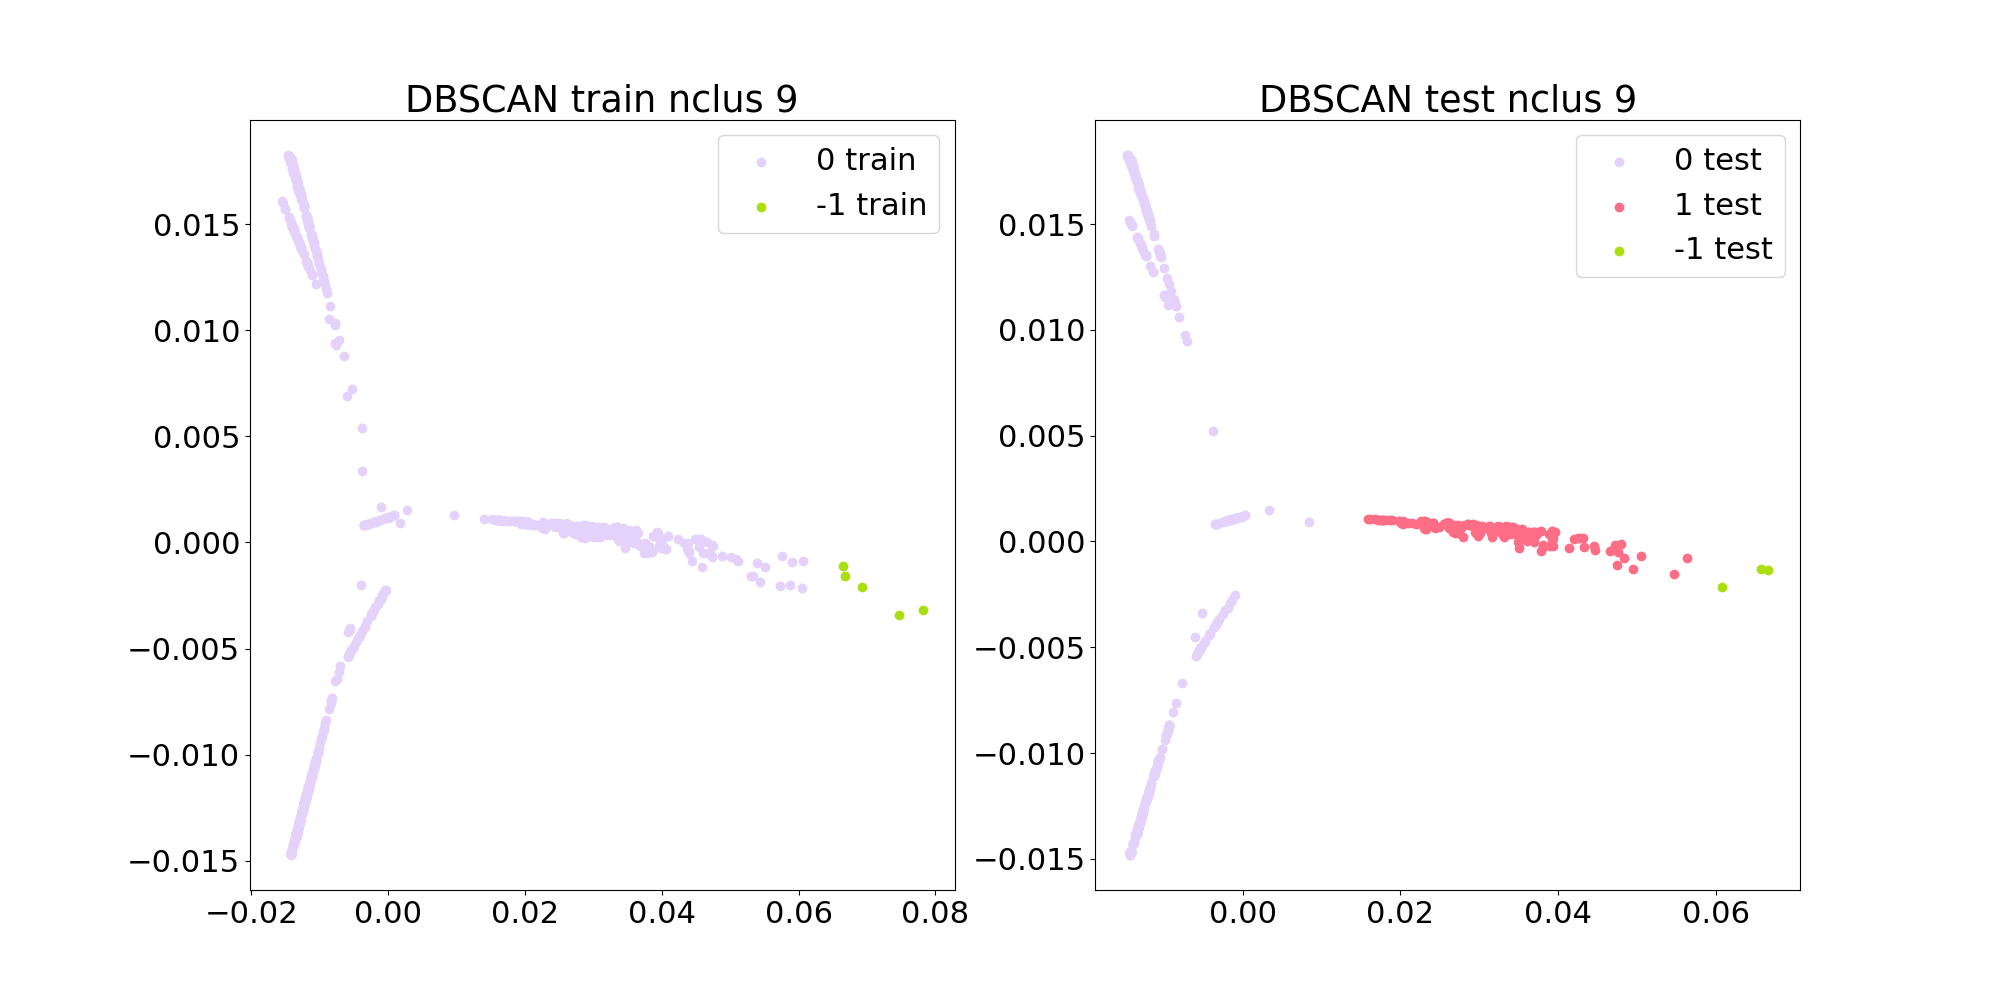 DBSCAN train nclus 9
0 train
-1 train
0.015
0.010
0.005
0.000
−0.005
−0.010
−0.015
−0.02 0.00 0.02 0.04 0.06 0.08
DBSCAN test nclus 9
0 test
1 test
-1 test
0.015
0.010
0.005
0.000
−0.005
−0.010
−0.015
0.00 0.02 0.04 0.06